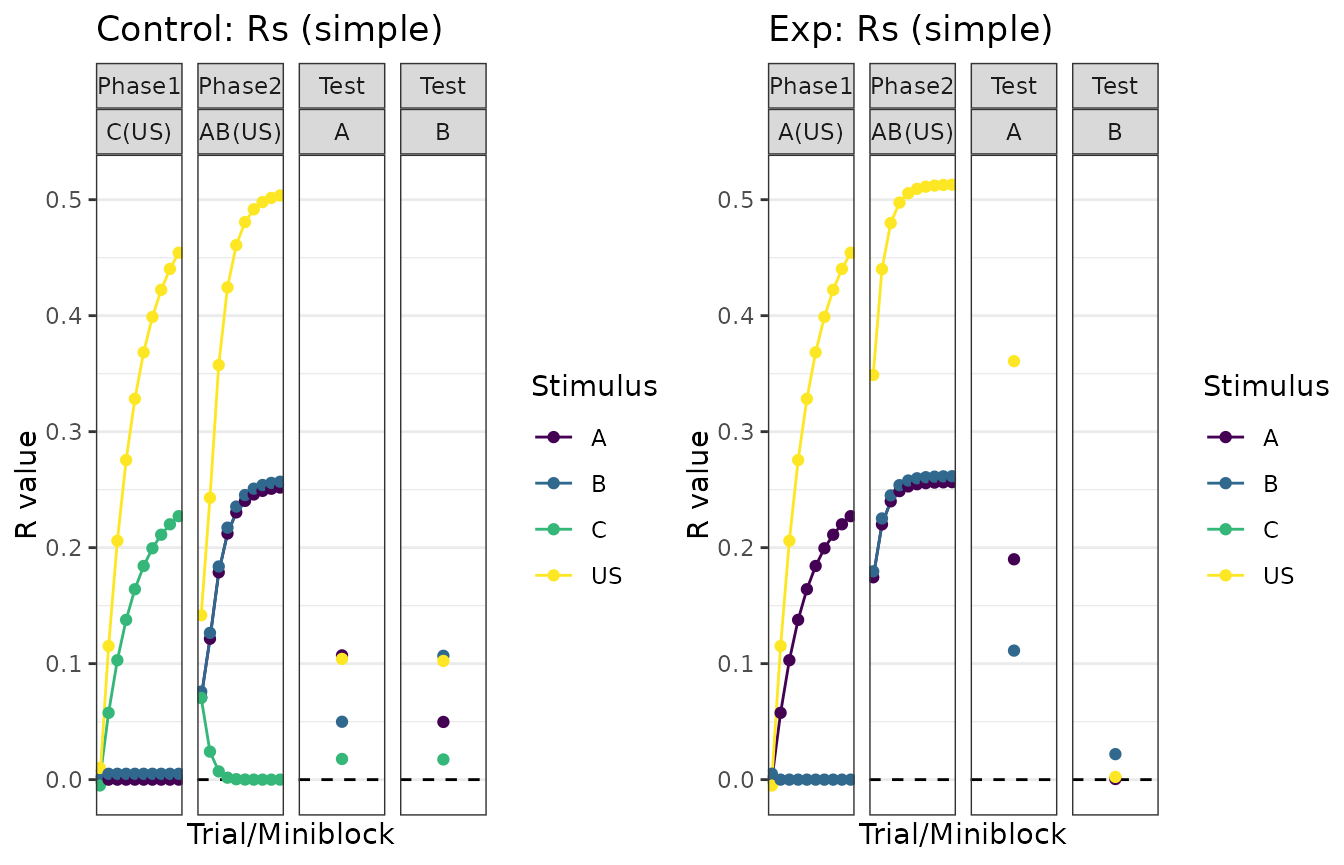 Control: Rs (simple)
Phase1 Phase2 Test Test
C(US) AB(US) A B
0.5
0.4
0.3
0.2
0.1
0.0
R value
Trial/Miniblock
Stimulus
A
B
C
US
Exp: Rs (simple)
Phase1 Phase2 Test Test
A(US) AB(US) A B
0.5
0.4
0.3
0.2
0.1
0.0
R value
Trial/Miniblock
Stimulus
A
B
C
US